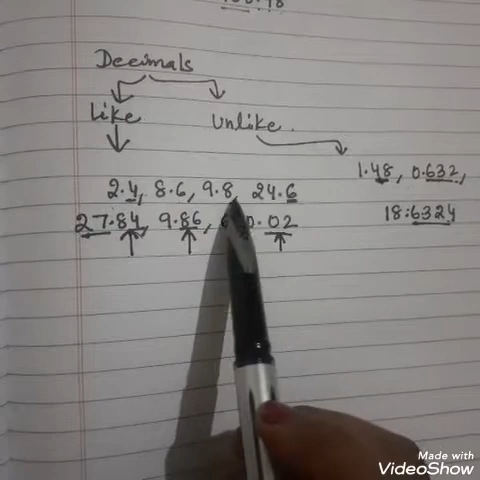 Decimals
Like
Unlike.
1.48, 0.632,
2.4, 8.6, 9.8, 24.6
18.6324
27.84, 9.86, .02
Made with
VideoShow